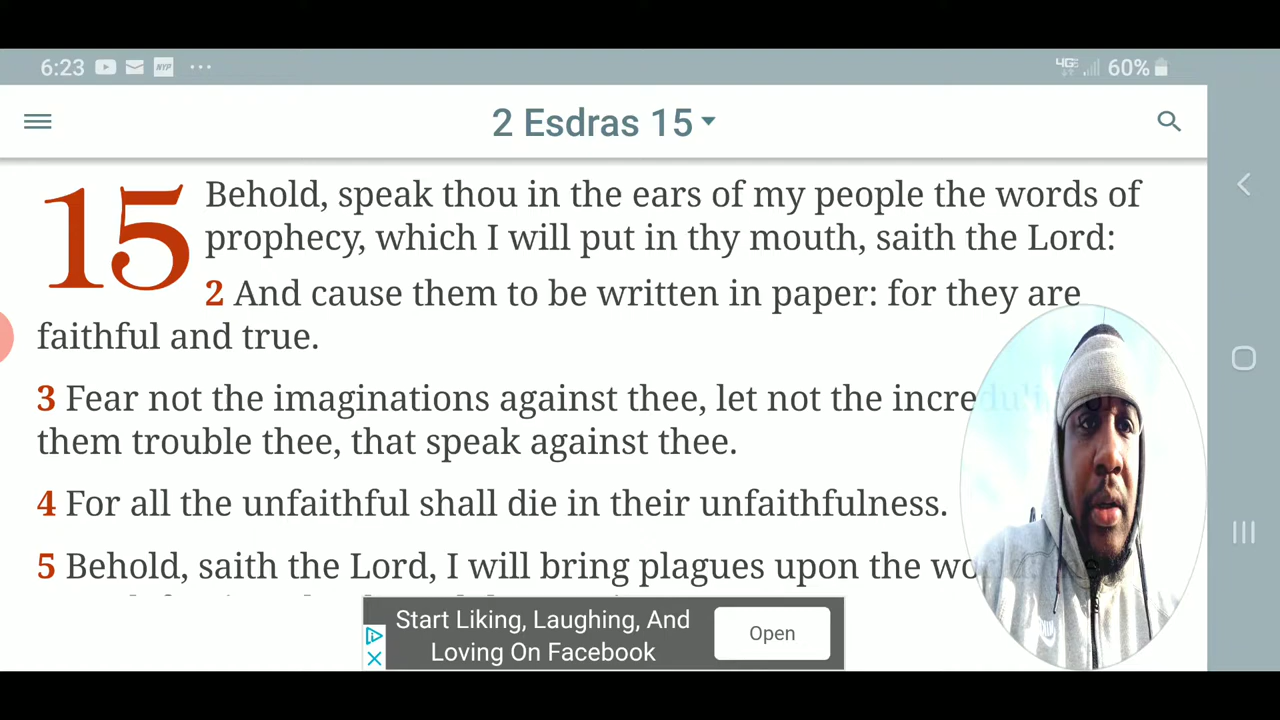 6:23 NYP ... 4GE 60%
2 Esdras 15
15 Behold, speak thou in the ears of my people the words of
prophecy, which I will put in thy mouth, saith the Lord:
2 And cause them to be written in paper: for they are
faithful and true.
3 Fear not the imaginations against thee, let not the
them trouble thee, that speak against thee.
4 For all the unfaithful shall die in their unfaithfulness.
5 Behold, saith the Lord, I will bring plagues upon the
Start Liking, Laughing, And
Loving On Facebook
Open